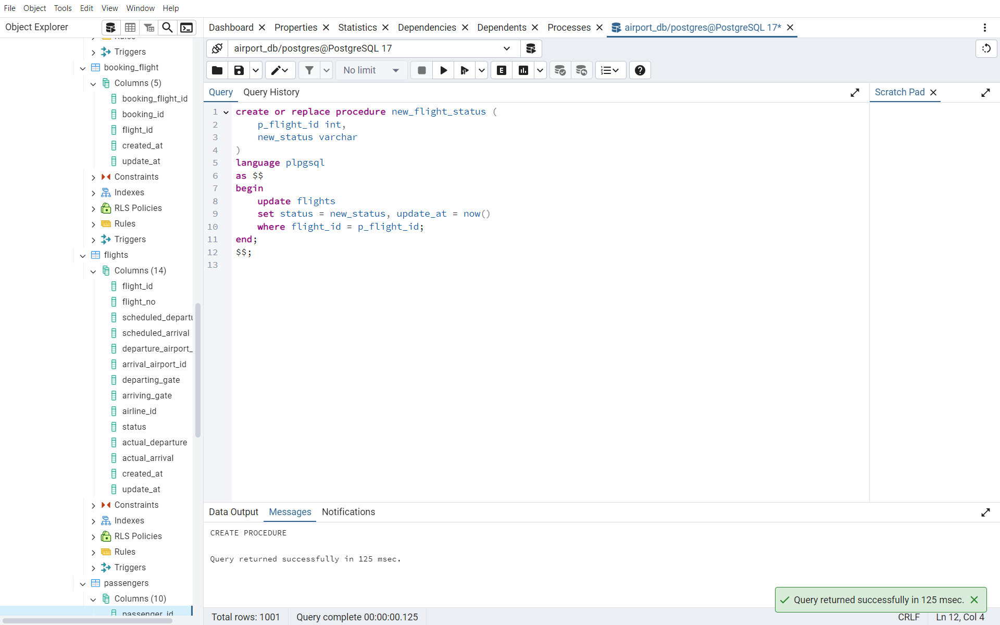 File Object Tools Edit View Window Help
Object Explorer
Dashboard Properties Statistics Dependencies Dependents Processes airport_db/postgres@PostgreSQL 17*
airport_db/postgres@PostgreSQL 17
No limit
E
Rules
Triggers
booking_flight
Columns (5)
booking_flight_id
booking_id
flight_id
created_at
update_at
Constraints
Indexes
RLS Policies
Rules
Triggers
flights
Columns (14)
flight_id
flight_no
scheduled_departu
scheduled_arrival
departure_airport_
arrival_airport_id
departing_gate
arriving_gate
airline_id
status
actual_departure
actual_arrival
created_at
update_at
Constraints
Indexes
RLS Policies
Rules
Triggers
passengers
Columns (10)
passenger_id
Query Query History
Scratch Pad
1 create or replace procedure new_flight_status (
2 p_flight_id int,
3 new_status varchar
4 )
5 language plpgsql
6 as $$
7 begin
8 update flights
9 set status = new_status, update_at = now()
10 where flight_id = p_flight_id;
11 end;
12 $$;
13
Data Output Messages Notifications
CREATE PROCEDURE
Query returned successfully in 125 msec.
Query returned successfully in 125 msec.
Total rows: 1001 Query complete 00:00:00.125 CRLF Ln 12, Col 4